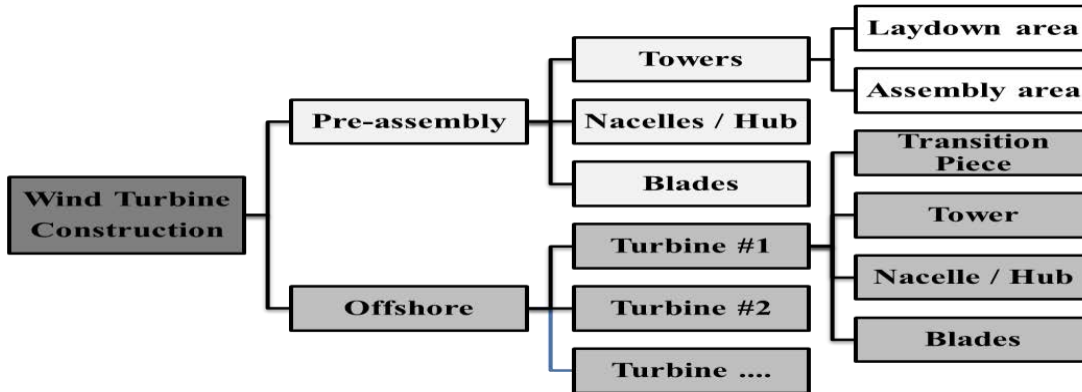 Wind Turbine
Construction
Pre-assembly
Offshore
Towers
Nacelles / Hub
Blades
Turbine #1
Turbine #2
Turbine ....
Laydown area
Assembly area
Transition
Piece
Tower
Nacelle / Hub
Blades